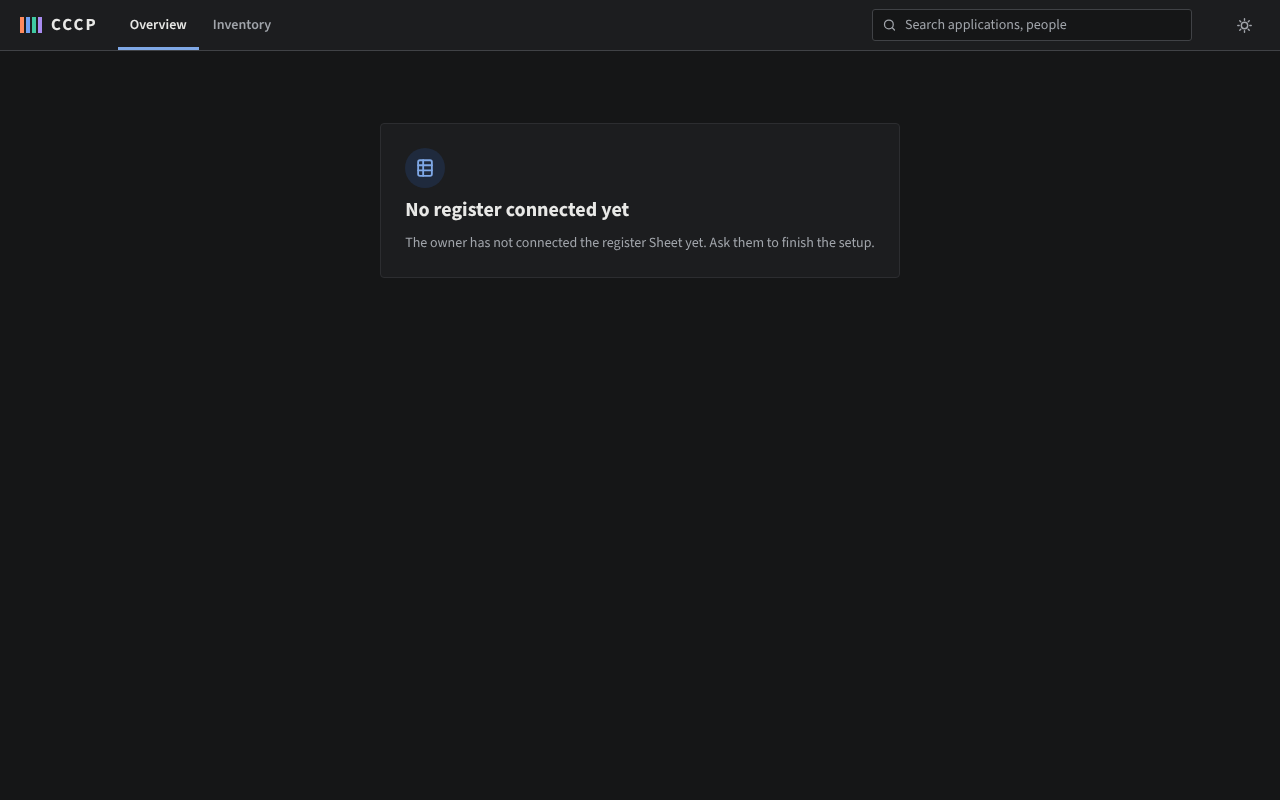 CCCP
Overview
Inventory
Search applications, people
No register connected yet
The owner has not connected the register Sheet yet. Ask them to finish the setup.